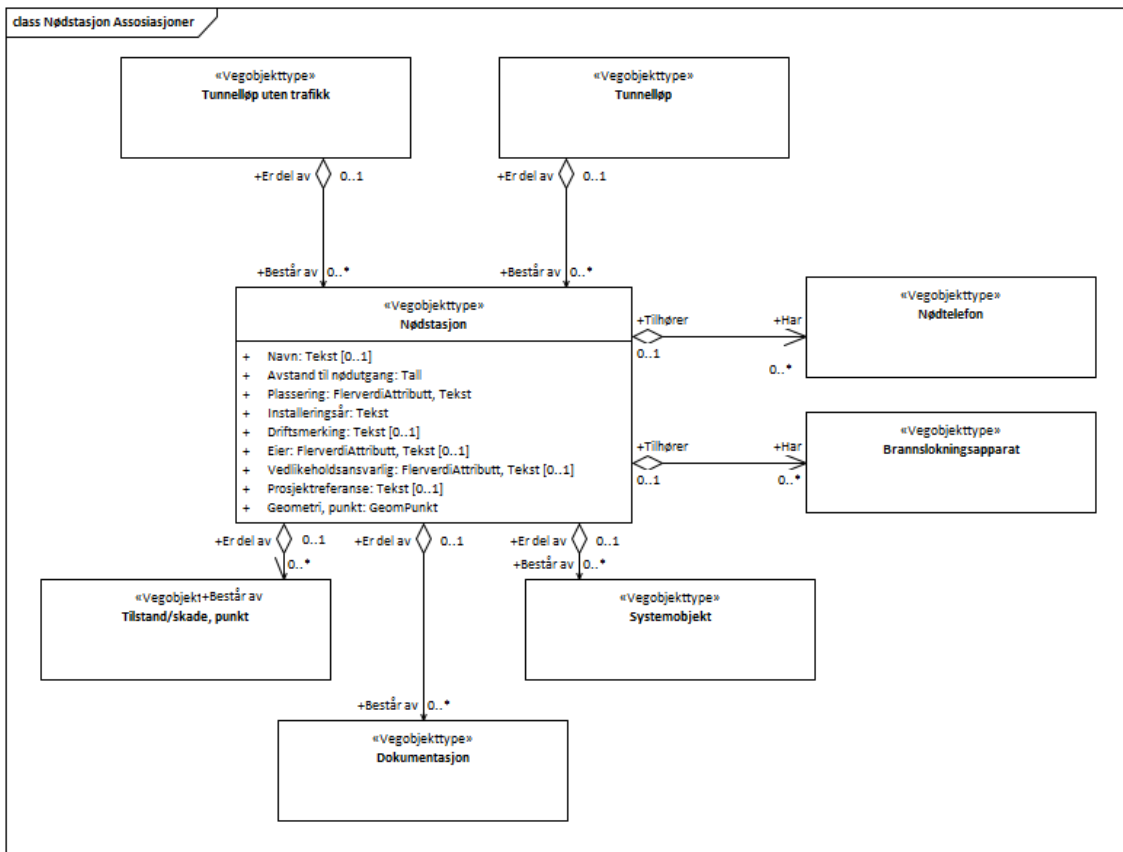 class Nødstasjon Assosiasjoner
«Vegobjekttype»
Tunnelløp uten trafikk
«Vegobjekttype»
Tunnelløp
+Er del av 0..1
+Er del av 0..1
+Består av 0..*
+Består av 0..*
«Vegobjekttype»
Nødstasjon
+ Navn: Tekst [0..1]
+ Avstand til nødutgang: Tall
+ Plassering: FlerverdiAttributt, Tekst
+ Installeringsår: Tekst
+ Driftsmerking: Tekst [0..1]
+ Eier: FlerverdiAttributt, Tekst [0..1]
+ Vedlikeholdsansvarlig: FlerverdiAttributt, Tekst [0..1]
+ Prosjektreferanse: Tekst [0..1]
+ Geometri, punkt: GeomPunkt
+Tilhører +Har
0..1 0..*
«Vegobjekttype»
Nødtelefon
+Tilhører +Har
0..1 0..*
«Vegobjekttype»
Brannslokningsapparat
+Er del av 0..1
+Er del av 0..1
+Er del av 0..1
0..*
+Består av 0..*
«Vegobjekt+Består av
Tilstand/skade, punkt
«Vegobjekttype»
Systemobjekt
+Består av 0..*
«Vegobjekttype»
Dokumentasjon